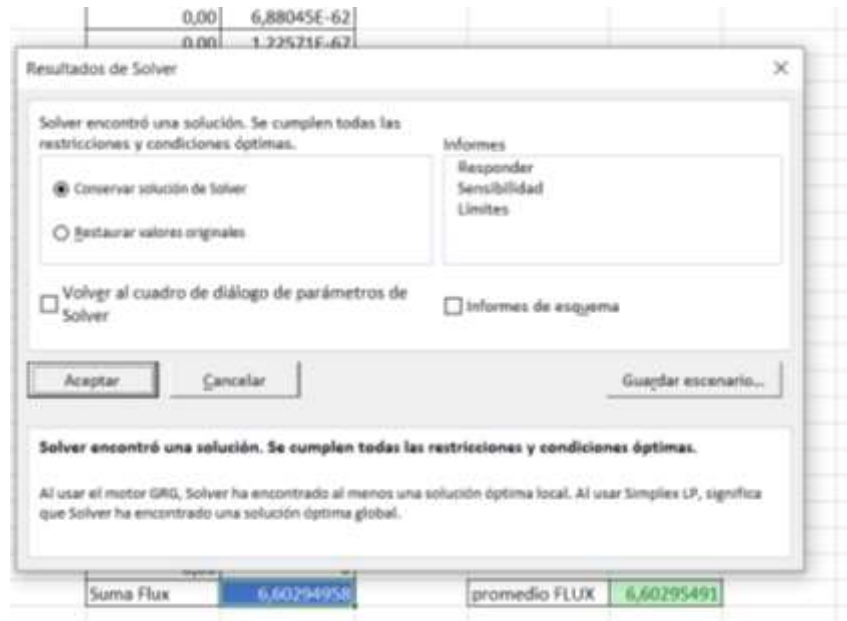 0,00 6,88045E-62
0,00 1,22571E-67
Resultados de Solver
Solver encontró una solución. Se cumplen todas las
restricciones y condiciones óptimas.
Informes
Conservar solución de Solver
Restaurar valores originales
Responder
Sensibilidad
Límites
Volver al cuadro de diálogo de parámetros de
Solver
Informes de esquema
Aceptar
Cancelar
Guardar escenario...
Solver encontró una solución. Se cumplen todas las restricciones y condiciones óptimas.
Al usar el motor GRG, Solver ha encontrado al menos una solución óptima local. Al usar Simplex LP, significa
que Solver ha encontrado una solución óptima global.
Suma Flux 6,60294958 promedio FLUX 6,60295491